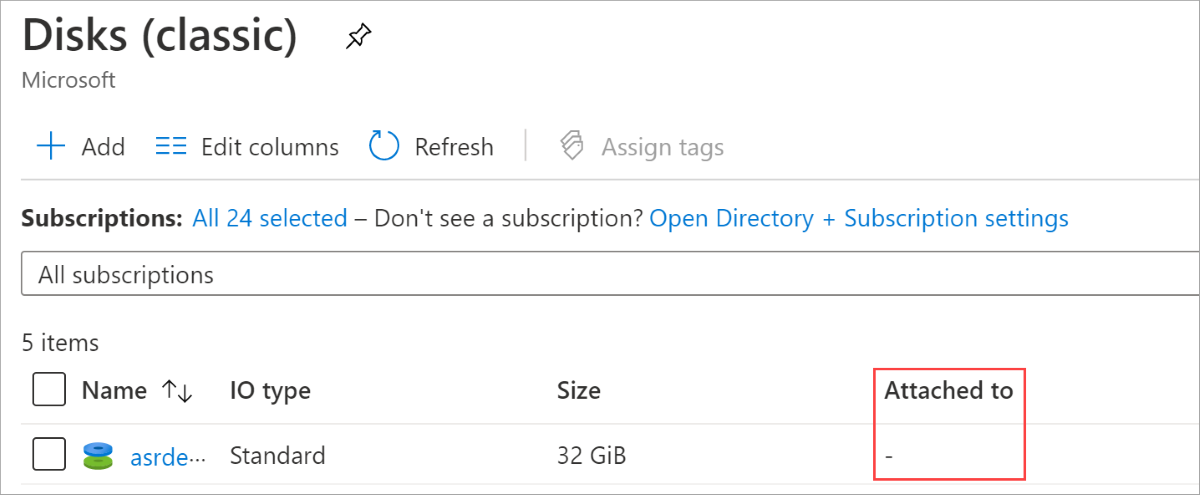 Disks (classic)
Microsoft
Add Edit columns Refresh Assign tags
Subscriptions: All 24 selected – Don't see a subscription? Open Directory + Subscription settings
All subscriptions
5 items
Name ↑↓ IO type Size Attached to
asrde··· Standard 32 GiB -